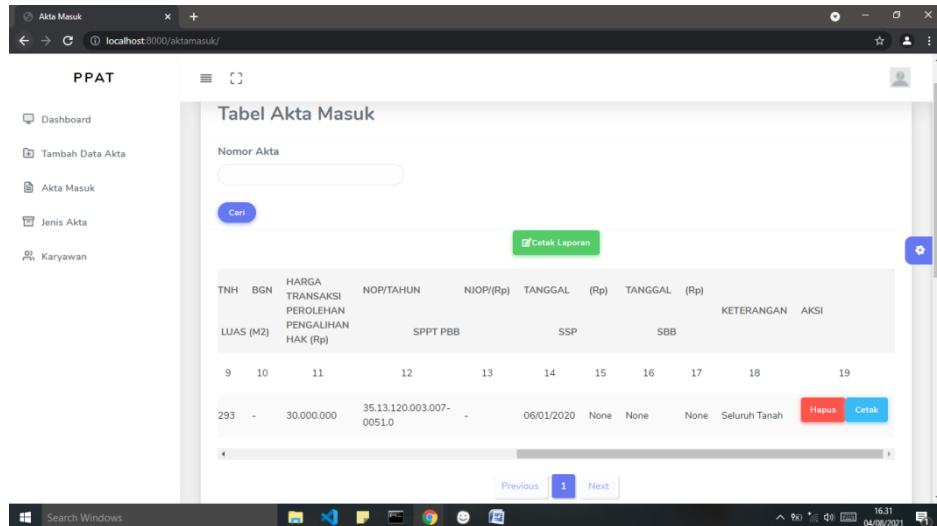 Akta Masuk
localhost:8000/aktamasuk/
PPAT
Dashboard
Tambah Data Akta
Akta Masuk
Jenis Akta
Karyawan
Tabel Akta Masuk
Nomor Akta
Cari
Cetak Laporan
TNH BGN HARGA TRANSAKSI PEROLEHAN PENGALIHAN HAK (Rp) NOP/TAHUN NJOP/(Rp) TANGGAL (Rp) TANGGAL (Rp) KETERANGAN AKSI
LUAS (M2) SPPT PBB SSP SBB
9 10 11 12 13 14 15 16 17 18 19
293 - 30.000.000 35.13.120.003.007-0051.0 - 06/01/2020 None None None Seluruh Tanah Hapus Cetak
Previous 1 Next
Search Windows
16.31
04/08/2021